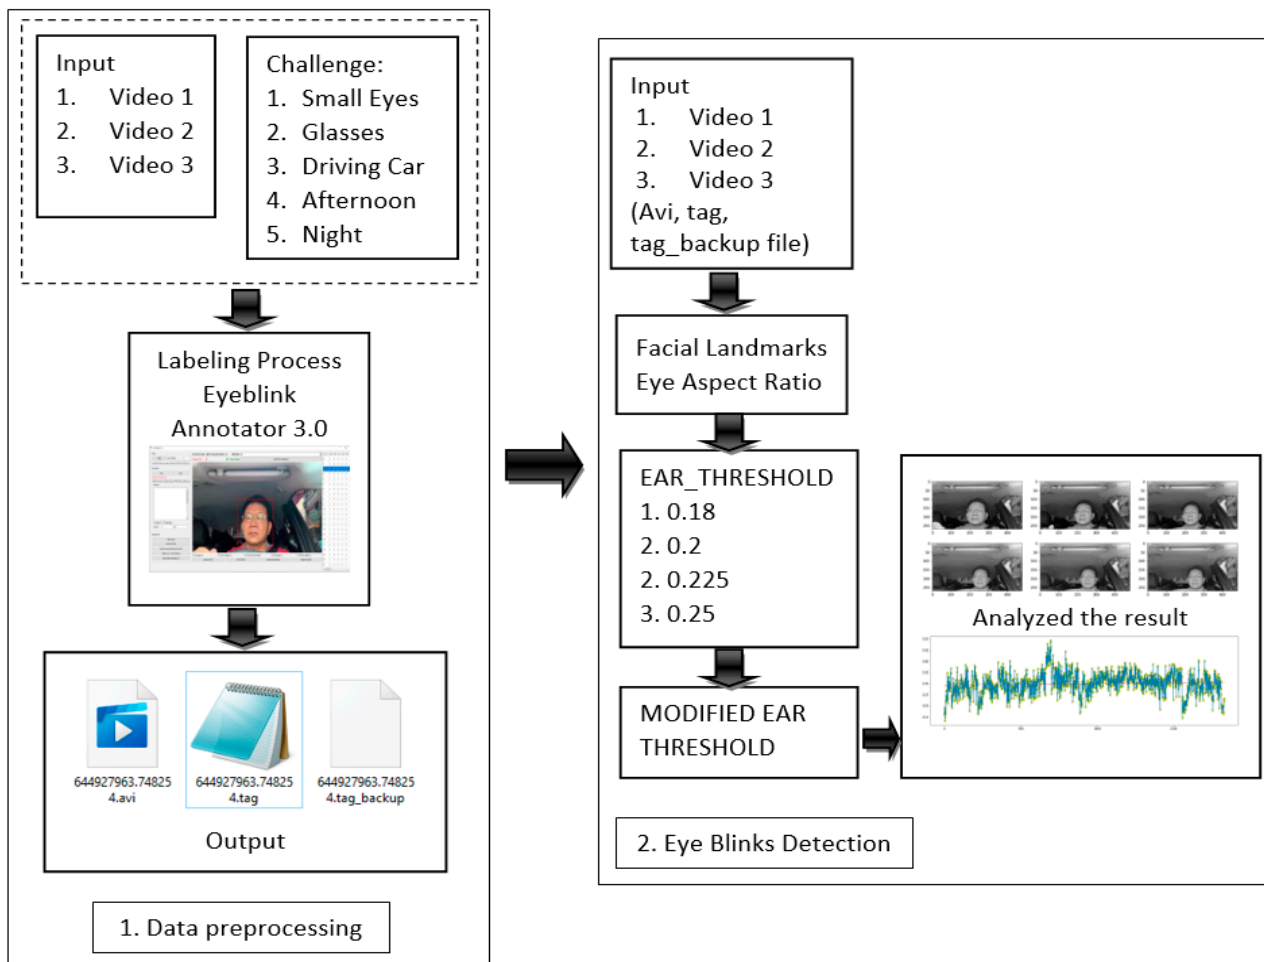 Input
1. Video 1
2. Video 2
3. Video 3
Challenge:
1. Small Eyes
2. Glasses
3. Driving Car
4. Afternoon
5. Night
Labeling Process
Eyeblink
Annotator 3.0
644927963.74825
4.avi
644927963.74825
4.tag
644927963.74825
4.tag_backup
Output
1. Data preprocessing
Input
1. Video 1
2. Video 2
3. Video 3
(Avi, tag,
tag_backup file)
Facial Landmarks
Eye Aspect Ratio
EAR_THRESHOLD
1. 0.18
2. 0.2
2. 0.225
3. 0.25
MODIFIED EAR
THRESHOLD
Analyzed the result
2. Eye Blinks Detection